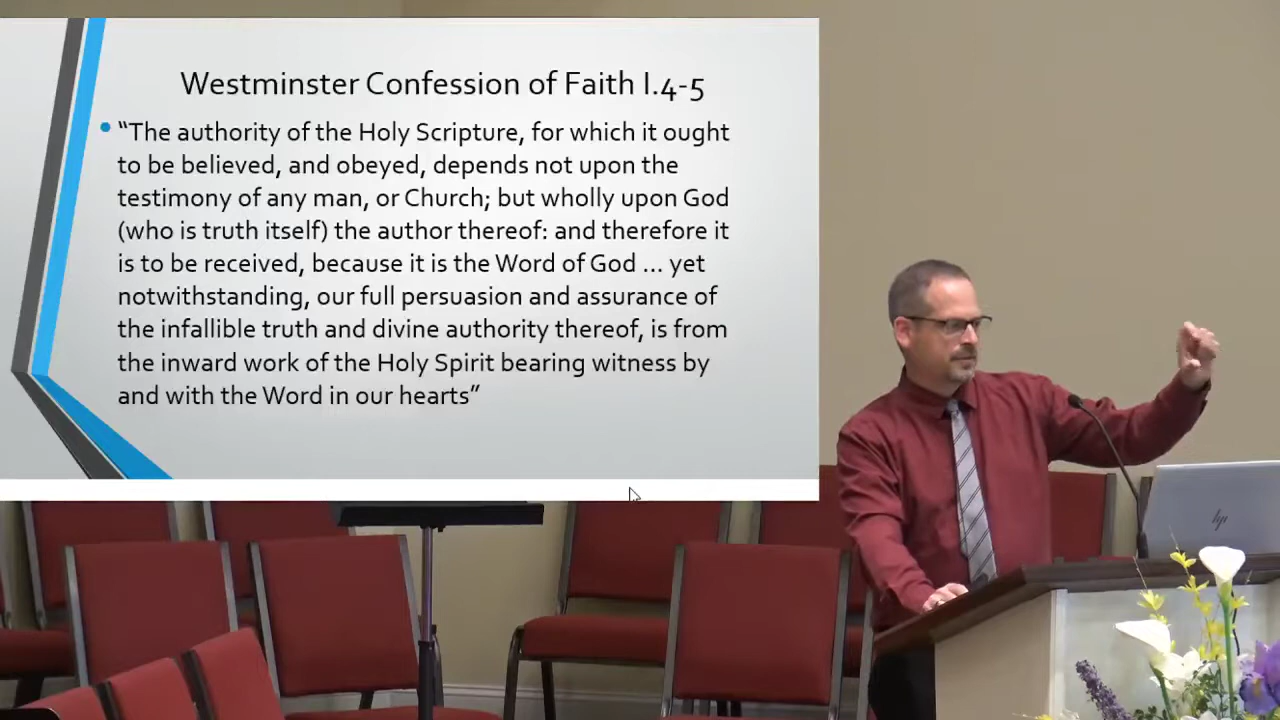 Westminster Confession of Faith I.4-5
• “The authority of the Holy Scripture, for which it ought
to be believed, and obeyed, depends not upon the
testimony of any man, or Church; but wholly upon God
(who is truth itself) the author thereof: and therefore it
is to be received, because it is the Word of God ... yet
notwithstanding, our full persuasion and assurance of
the infallible truth and divine authority thereof, is from
the inward work of the Holy Spirit bearing witness by
and with the Word in our hearts”
hp